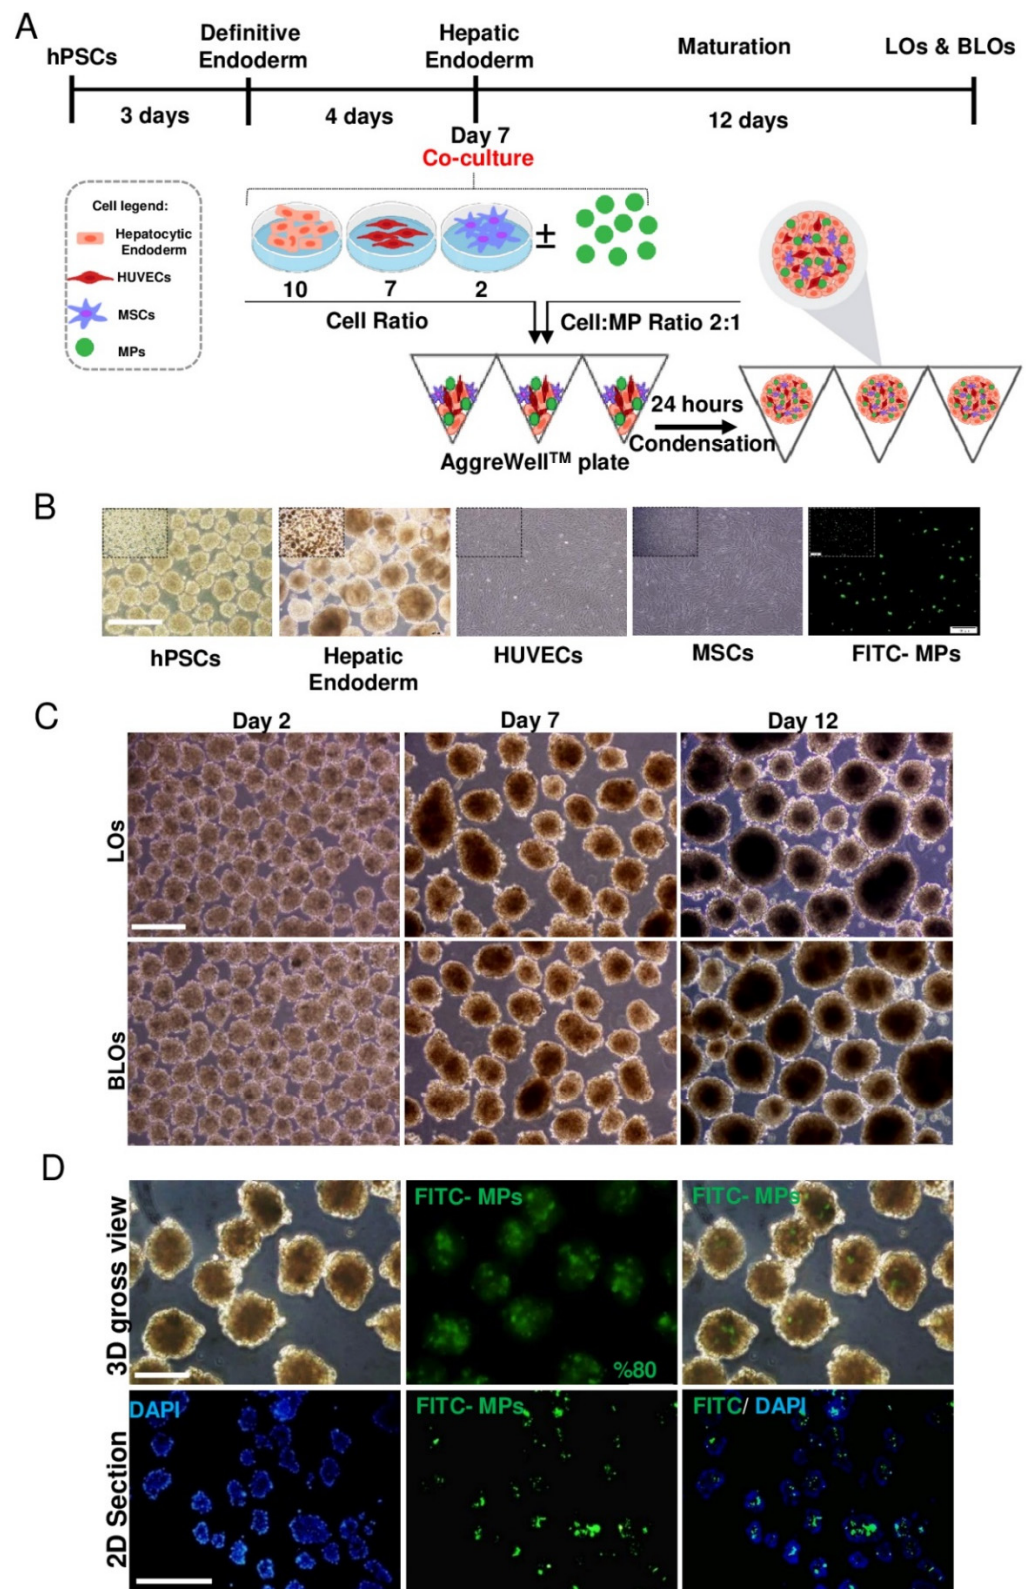 A
hPSCs
Definitive
Endoderm
Hepatic
Endoderm
Maturation
LOs & BLOs
3 days
4 days
12 days
Day 7
Co-culture
Cell legend:
Hepatocytic
Endoderm
HUVECs
MSCs
MPs
±
10
7
2
Cell Ratio
Cell:MP Ratio 2:1
24 hours
Condensation
AggreWell™ plate
B
hPSCs
Hepatic
Endoderm
HUVECs
MSCs
FITC- MPs
C
Day 2
Day 7
Day 12
LOs
BLOs
D
3D gross view
FITC- MPs
%80
FITC- MPs
2D Section
DAPI
FITC- MPs
FITC/ DAPI